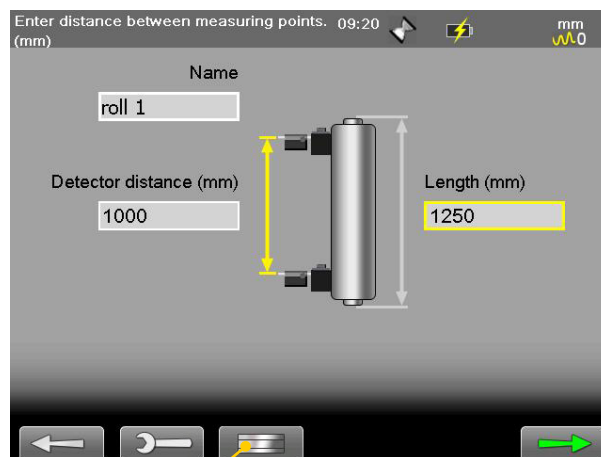 Enter distance between measuring points. 09:20
(mm)
mm
0
Name
roll 1
Detector distance (mm)
1000
Length (mm)
1250